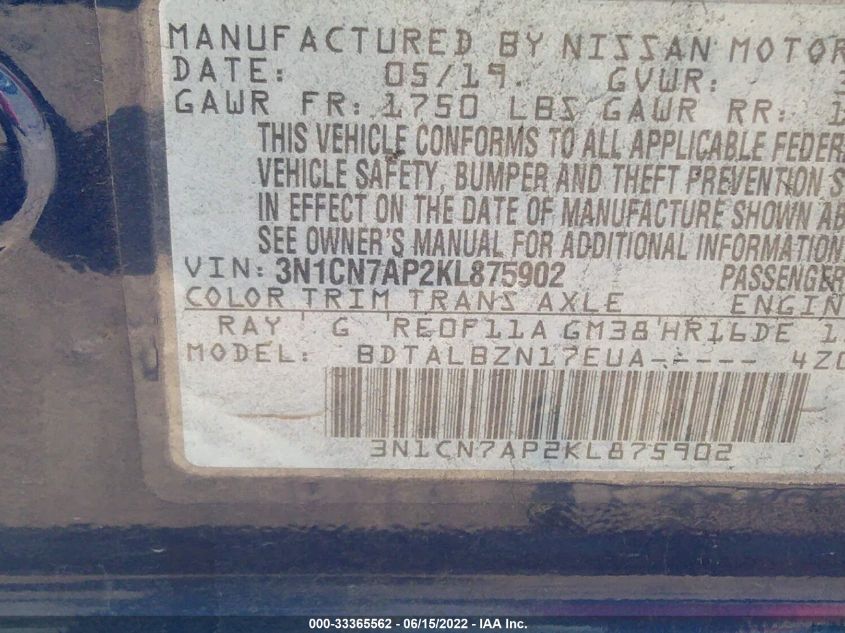 MANUFACTURED BY NISSAN MOTOR
DATE: 05/19. GVWR:
GAWR FR: 1750 LBS GAWR RR: 1
THIS VEHICLE CONFORMS TO ALL APPLICABLE FEDER
VEHICLE SAFETY, BUMPER AND THEFT PREVENTION S
IN EFFECT ON THE DATE OF MANUFACTURE SHOWN AB
SEE OWNER'S MANUAL FOR ADDITIONAL INFORMATION
VIN: 3N1CN7AP2KL875902 PASSENGER
COLOR TRIM TRANS AXLE ENGIN
RAY G RE0F11A GM38 HR16DE 1
MODEL: BDTALBZN17EUA----- 4Z0
3N1CN7AP2KL875902
000-33365562 - 06/15/2022 - IAA Inc.